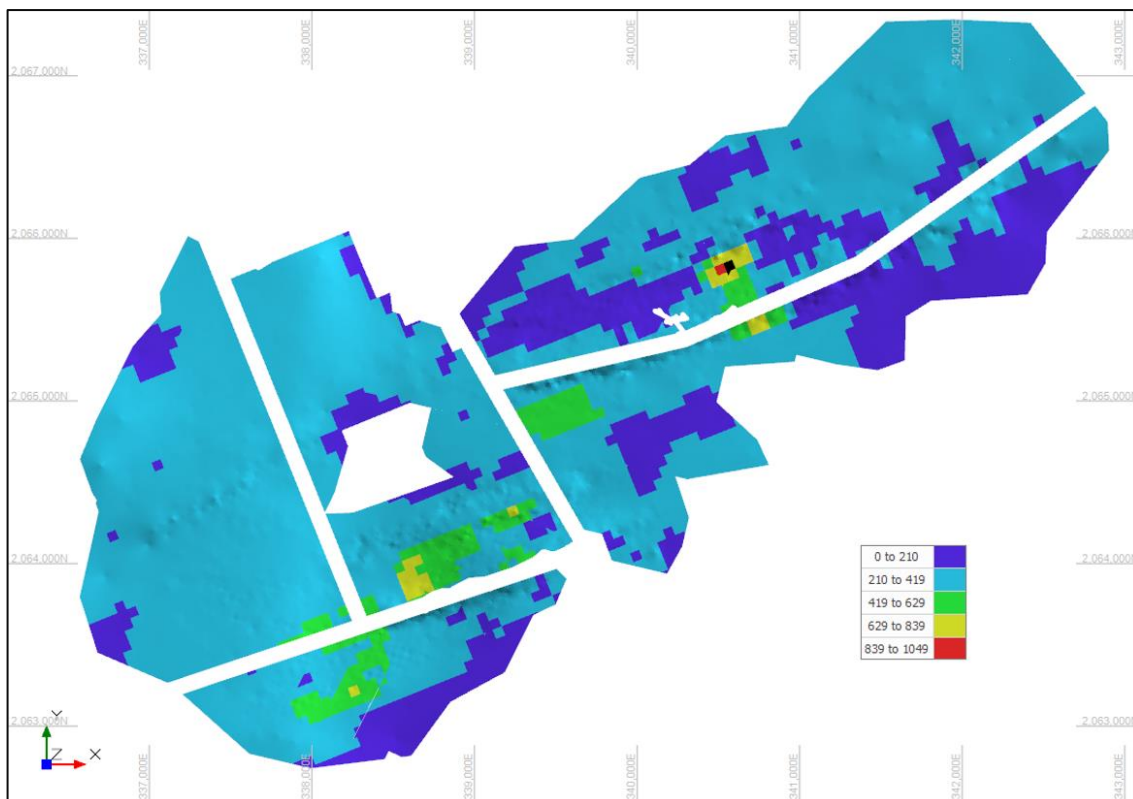 337,000E
338,000E
339,000E
340,000E
341,000E
342,000E
343,000E
2,067,000N
2,067,000N
2,066,000N
2,066,000N
2,065,000N
2,065,000N
2,064,000N
2,064,000N
2,063,000N
2,063,000N
0 to 210
210 to 419
419 to 629
629 to 839
839 to 1049
Y
Z
X
337,000E
338,000E
339,000E
340,000E
341,000E
342,000E
343,000E